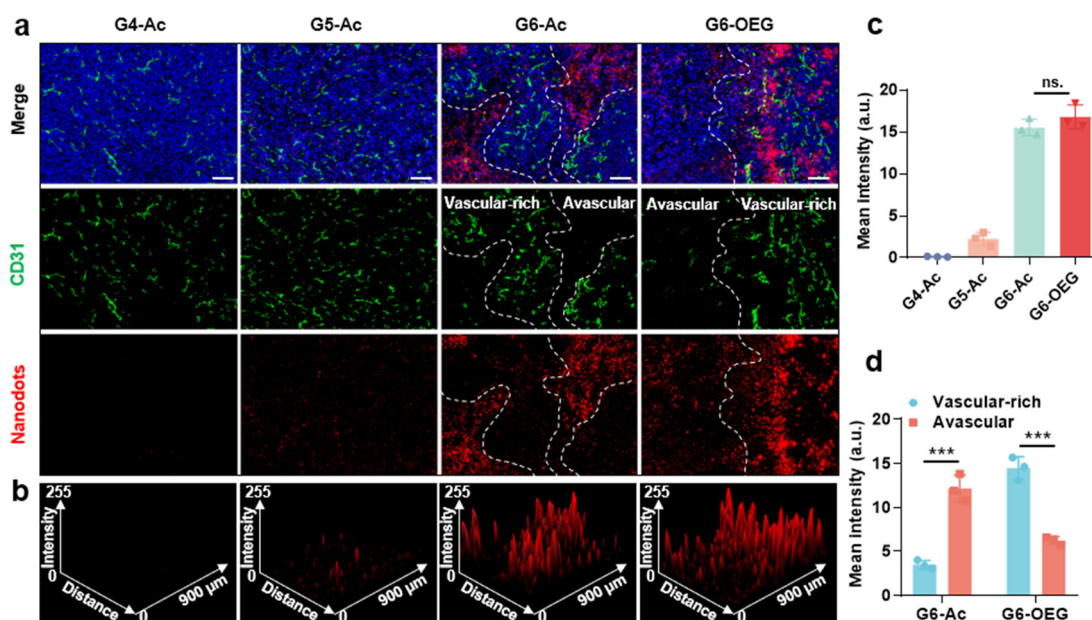 a
G4-Ac
G5-Ac
G6-Ac
G6-OEG
Merge
CD31
Vascular-rich
Avascular
Avascular
Vascular-rich
Nanodots
b
255
Intensity
0
Distance
0
900 µm
255
Intensity
0
Distance
0
900 µm
255
Intensity
0
Distance
0
900 µm
255
Intensity
0
Distance
0
900 µm
c
Mean intensity (a.u.)
20
15
10
5
0
ns.
G4-Ac
G5-Ac
G6-Ac
G6-OEG
d
Vascular-rich
Avascular
Mean intensity (a.u.)
20
15
10
5
0
***
***
G6-Ac
G6-OEG